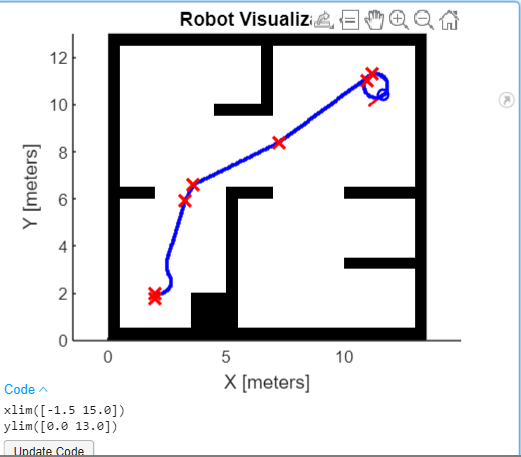 Robot Visualiz
12
10
8
6
4
2
0
Y [meters]
0 5 10
X [meters]
Code
xlim([-1.5 15.0])
ylim([0.0 13.0])
Update Code